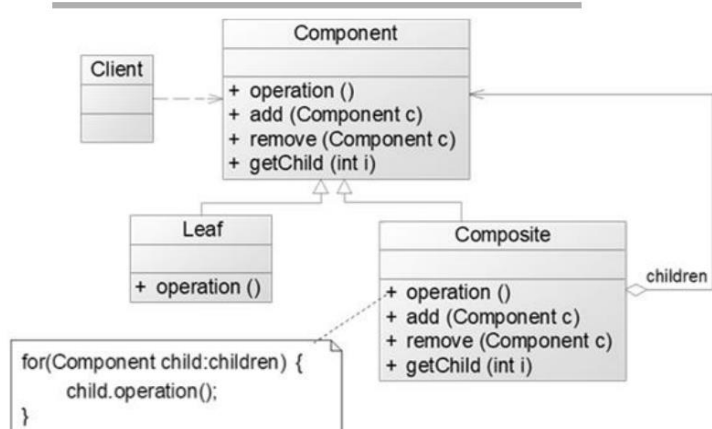 Component
Client
+ operation ()
+ add (Component c)
+ remove (Component c)
+ getChild (int i)
Leaf
+ operation ()
Composite
+ operation ()
+ add (Component c)
+ remove (Component c)
+ getChild (int i)
children
for(Component child:children) {
child.operation();
}